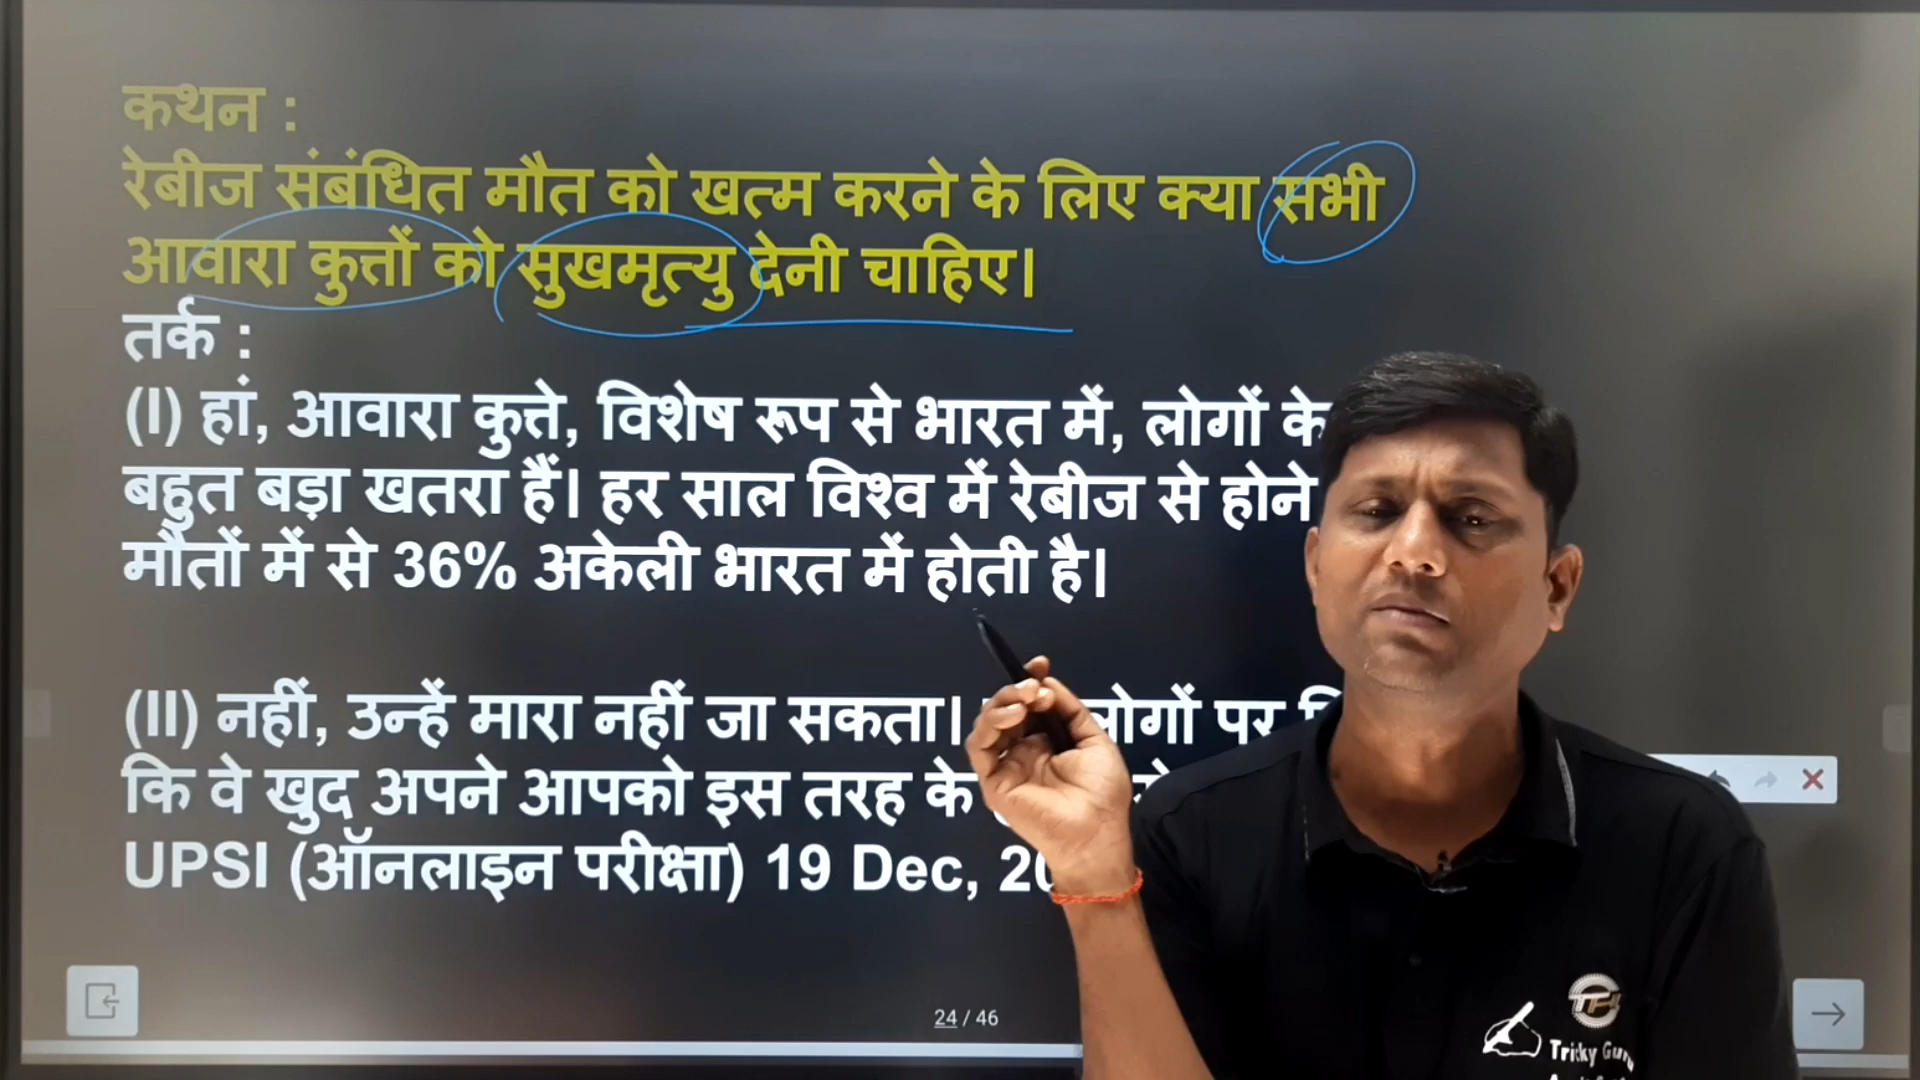 कथन :
रेबीज संबंधित मौत को खत्म करने के लिए क्या सभी
आवारा कुत्तों को सुखमृत्यु देनी चाहिए।
तर्क :
(I) हां, आवारा कुत्ते, विशेष रूप से भारत में, लोगों के
बहुत बड़ा खतरा हैं। हर साल विश्व में रेबीज से होने
मौतों में से 36% अकेली भारत में होती है।
(II) नहीं, उन्हें मारा नहीं जा सकता। लोगों पर
कि वे खुद अपने आपको इस तरह के
UPSI (ऑनलाइन परीक्षा) 19 Dec,
24 / 46
Tricky